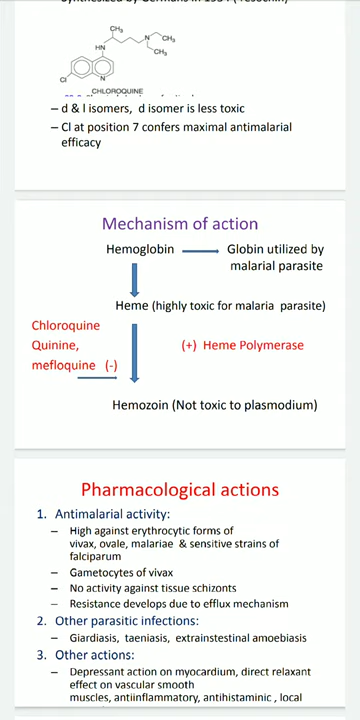 CH₃
N
CH₃
CH₃
HN
Cl
N
CHLOROQUINE
– d & l isomers, d isomer is less toxic
– Cl at position 7 confers maximal antimalarial
efficacy
Mechanism of action
Hemoglobin
Globin utilized by
malarial parasite
Heme (highly toxic for malaria parasite)
Chloroquine
Quinine,
mefloquine (-)
(+) Heme Polymerase
Hemozoin (Not toxic to plasmodium)
Pharmacological actions
1. Antimalarial activity:
– High against erythrocytic forms of
vivax, ovale, malariae & sensitive strains of
falciparum
– Gametocytes of vivax
– No activity against tissue schizonts
– Resistance develops due to efflux mechanism
2. Other parasitic infections:
– Giardiasis, taeniasis, extrainstestinal amoebiasis
3. Other actions:
– Depressant action on myocardium, direct relaxant
effect on vascular smooth
muscles, antiinflammatory, antihistaminic , local